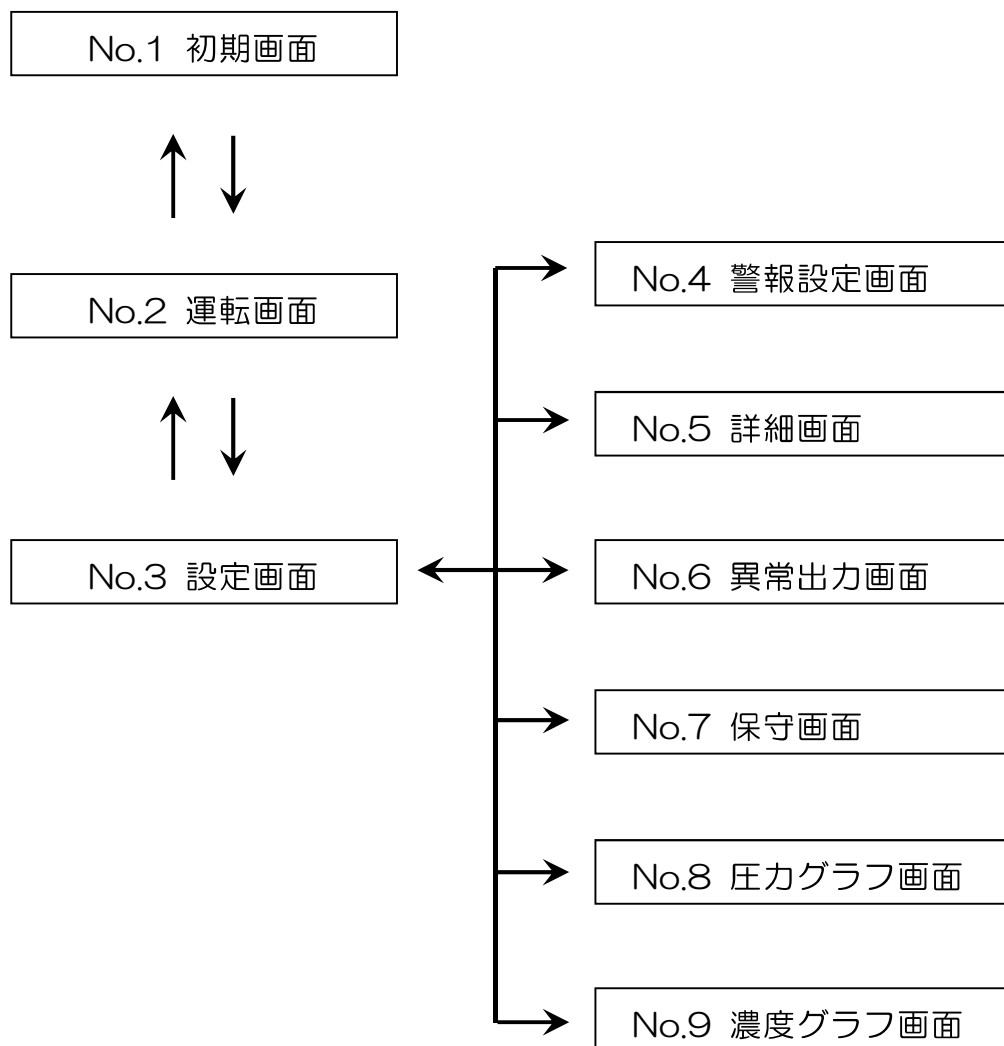 No.1 初期画面
No.2 運転画面
No.3 設定画面
No.4 警報設定画面
No.5 詳細画面
No.6 異常出力画面
No.7 保守画面
No.8 圧力グラフ画面
No.9 濃度グラフ画面